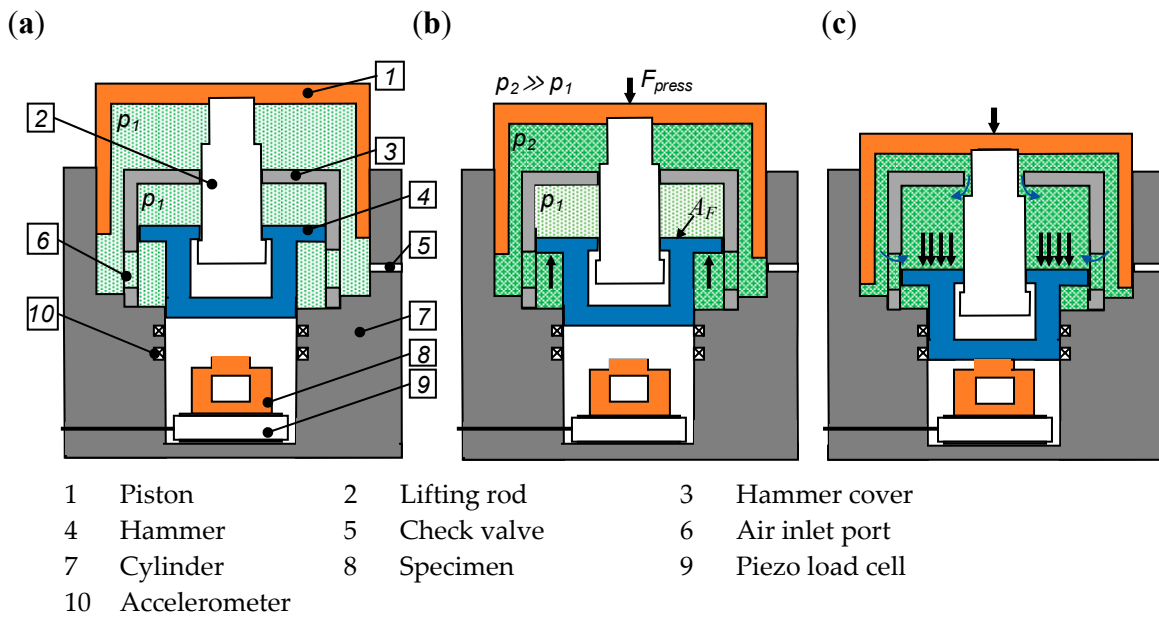 (a) (b) (c)
1
p2 ≫ p1 Fpress
2 p1 p2
3
p1 p1 AF
4
6 5
10 7
8
9
1 Piston 2 Lifting rod 3 Hammer cover
4 Hammer 5 Check valve 6 Air inlet port
7 Cylinder 8 Specimen 9 Piezo load cell
10 Accelerometer